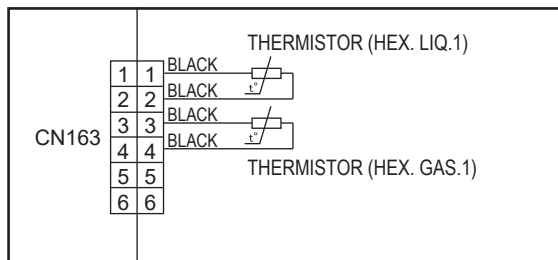 THERMISTOR (HEX. LIQ.1)
1 1 BLACK
t°
2 2 BLACK
CN163
3 3 BLACK
t°
4 4 BLACK
5 5
THERMISTOR (HEX. GAS.1)
6 6